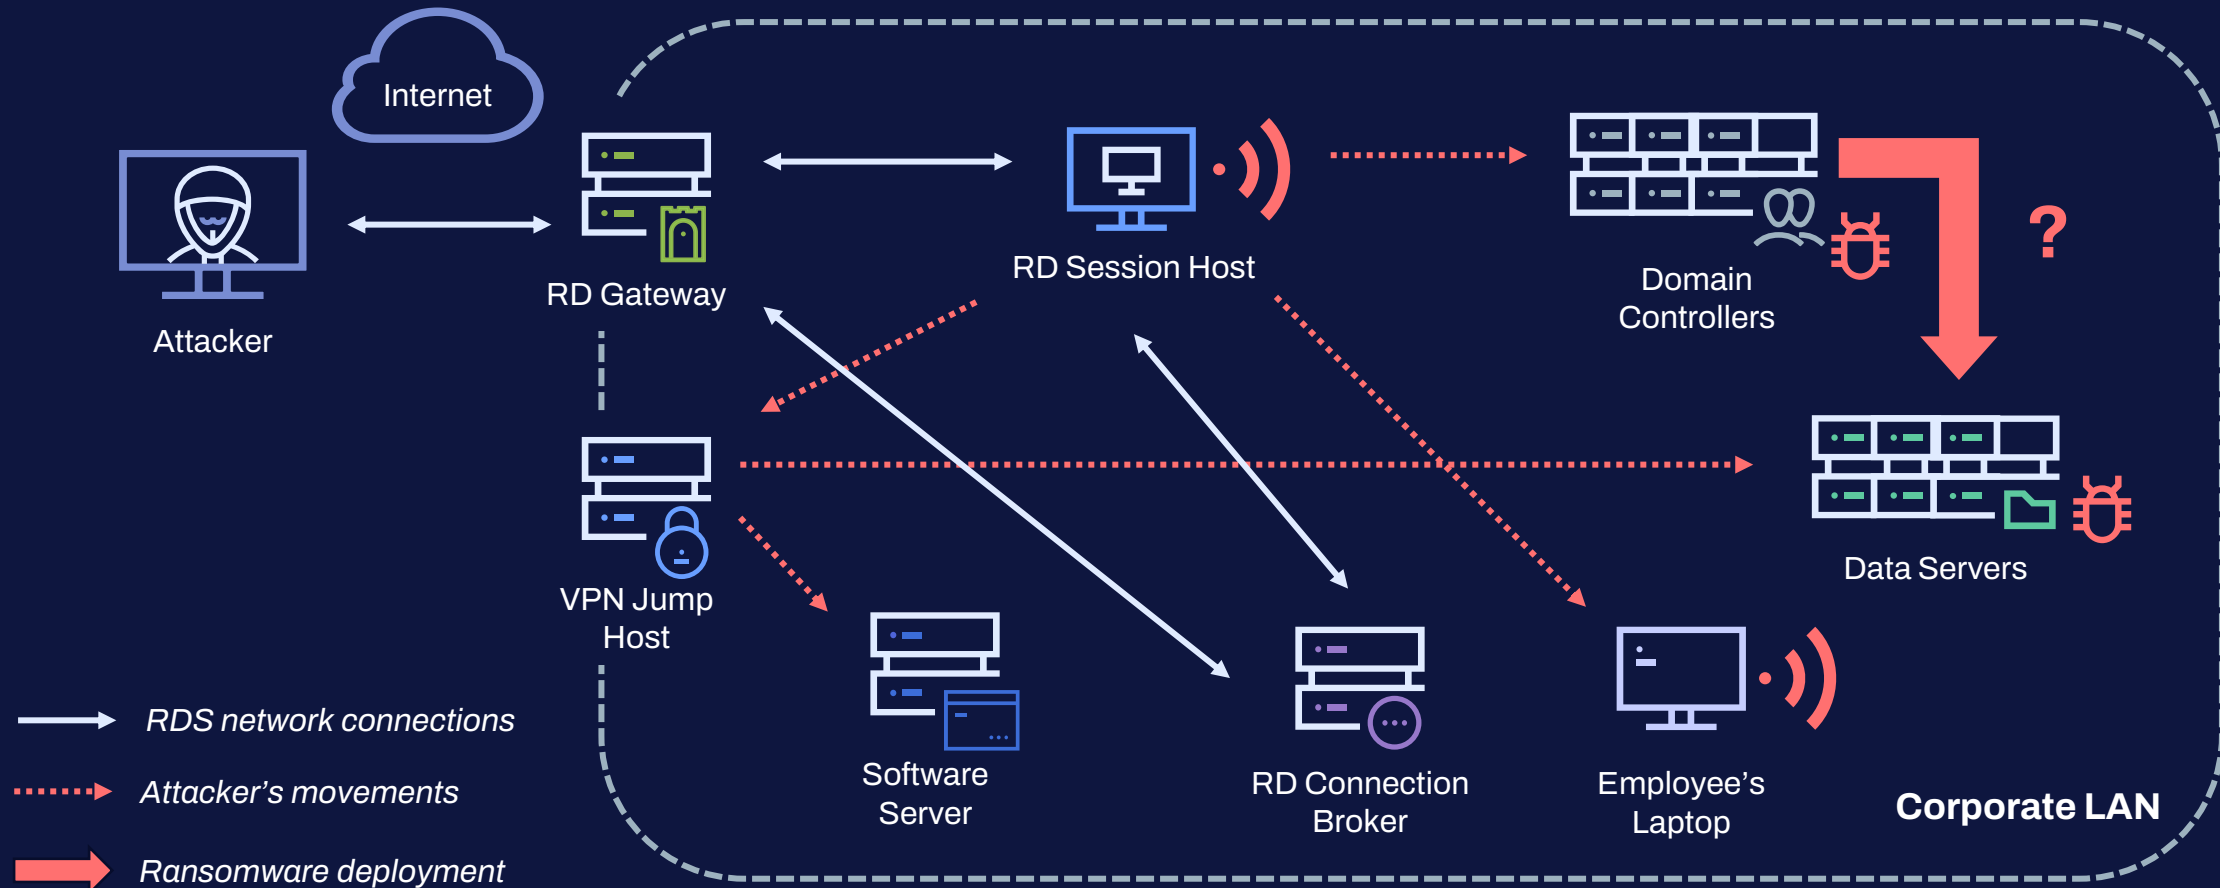 Internet
Attacker
RD Gateway
RD Session Host
Domain
Controllers
?
VPN Jump
Host
Data Servers
Software
Server
RD Connection
Broker
Employee’s
Laptop
Corporate LAN
RDS network connections
Attacker’s movements
Ransomware deployment